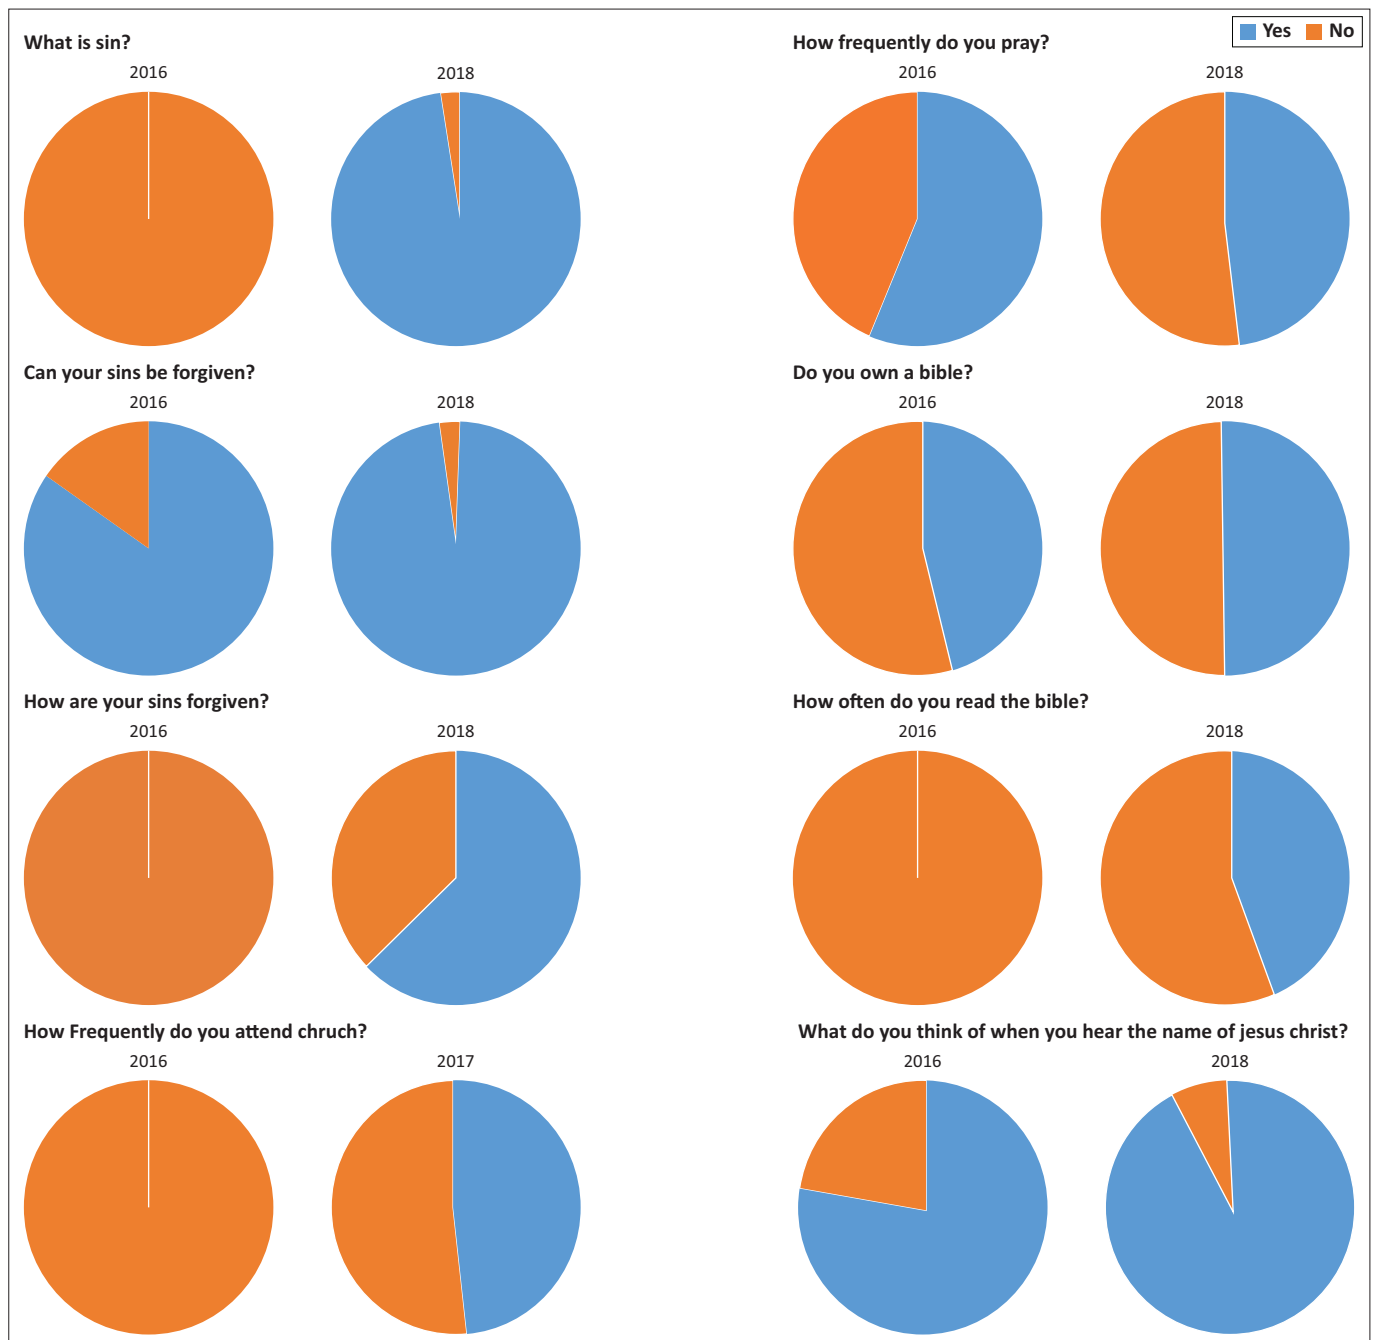 Yes No
What is sin?
2016 2018
How frequently do you pray?
2016 2018
Can your sins be forgiven?
2016 2018
Do you own a bible?
2016 2018
How are your sins forgiven?
2016 2018
How often do you read the bible?
2016 2018
How Frequently do you attend chruch?
2016 2017
What do you think of when you hear the name of jesus christ?
2016 2018